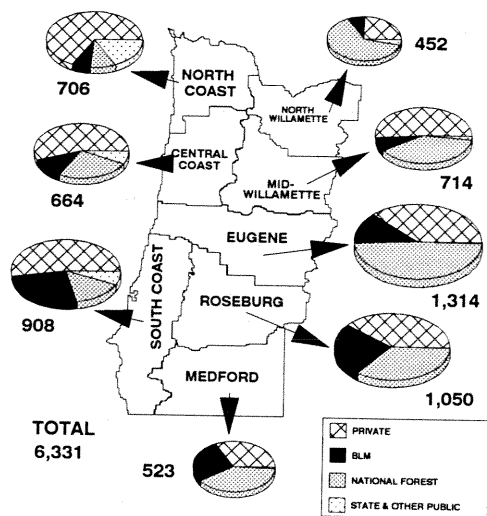 452
706
NORTH
COAST
NORTH
WILLAMETTE
CENTRAL
COAST
664
MID-
WILLAMETTE
714
EUGENE
1,314
SOUTH COAST
908
ROSEBURG
1,050
MEDFORD
TOTAL
6,331
523
PRIVATE
BLM
NATIONAL FOREST
STATE & OTHER PUBLIC